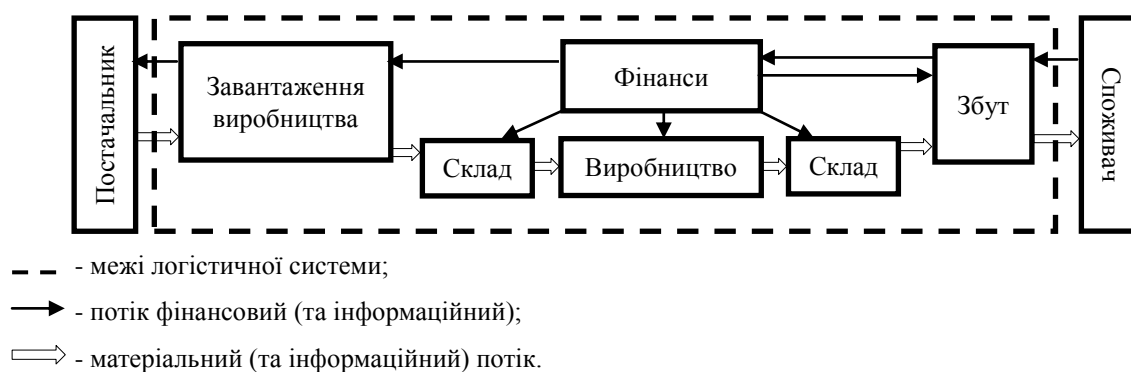 Постачальник
Завантаження
виробництва
Фінанси
Збут
Споживач
Склад
Виробництво
Склад
- межі логістичної системи;
- потік фінансовий (та інформаційний);
- матеріальний (та інформаційний) потік.